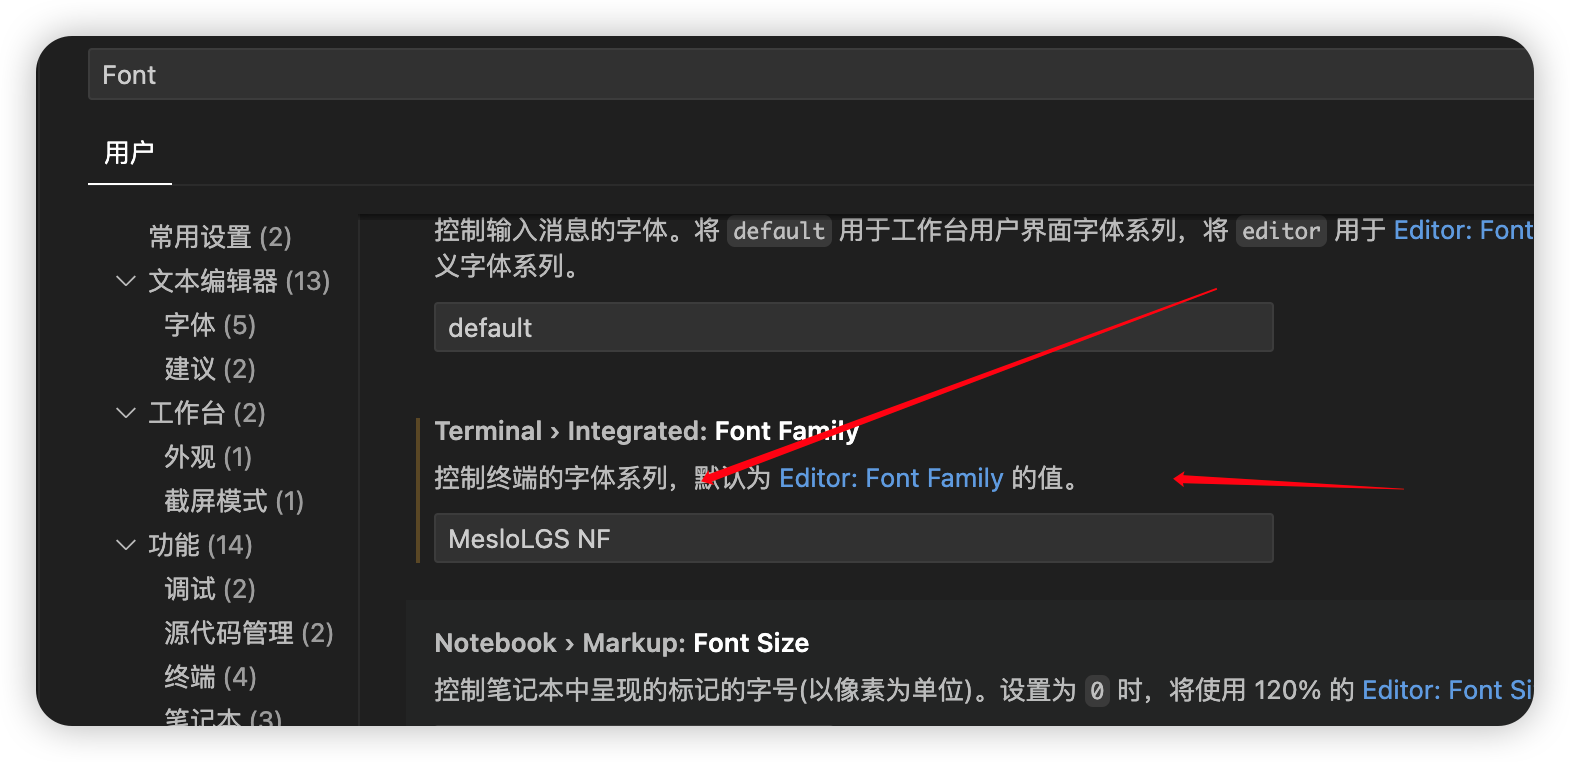 Font
用户
常用设置 (2)
文本编辑器 (13)
字体 (5)
建议 (2)
工作台 (2)
外观 (1)
截屏模式 (1)
功能 (14)
调试 (2)
源代码管理 (2)
终端 (4)
笔记本 (3)
控制输入消息的字体。将 default 用于工作台用户界面字体系列，将 editor 用于 Editor: Font
义字体系列。
default
Terminal › Integrated: Font Family
控制终端的字体系列，默认为 Editor: Font Family 的值。
MesloLGS NF
Notebook › Markup: Font Size
控制笔记本中呈现的标记的字号(以像素为单位)。设置为 0 时，将使用 120% 的 Editor: Font Si